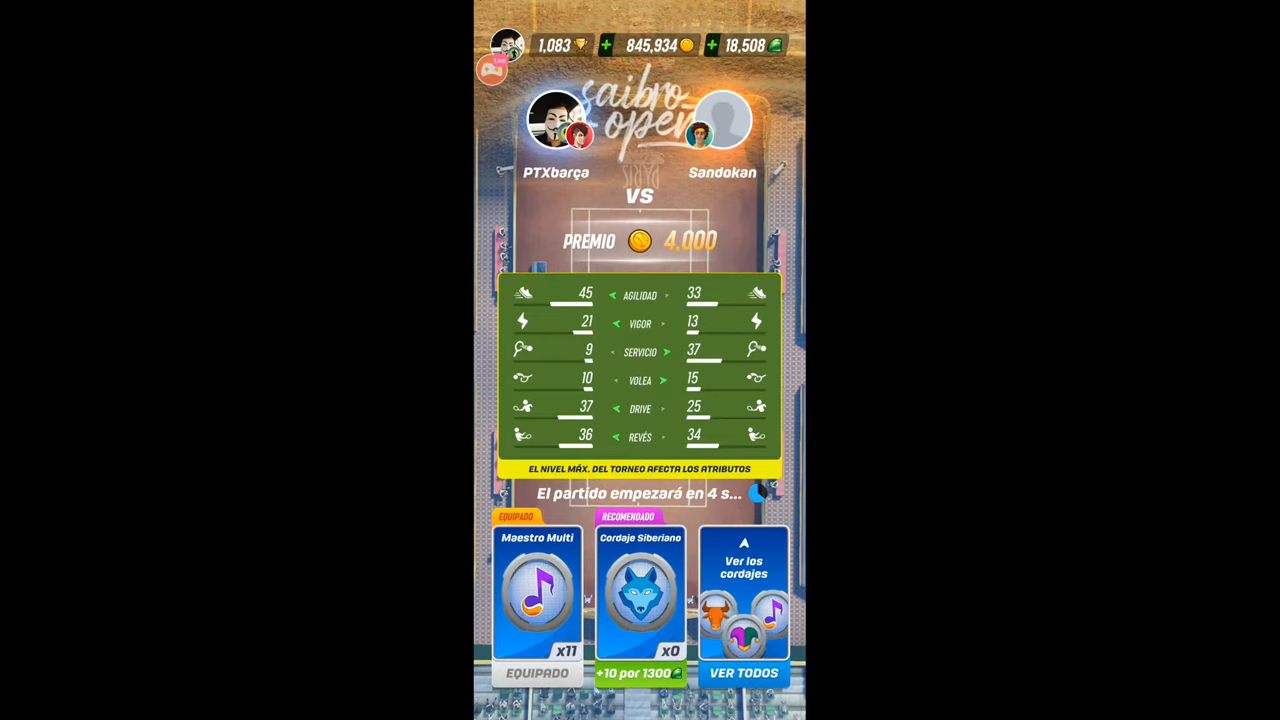 1,083
845,934
18,508
Live
saibro
open
PARIS
PTXbarça
Sandokan
VS
PREMIO 4,000
45 AGILIDAD 33
21 VIGOR 13
9 SERVICIO 37
10 VOLEA 15
37 DRIVE 25
36 REVÉS 34
EL NIVEL MÁX. DEL TORNEO AFECTA LOS ATRIBUTOS
El partido empezará en 4 s...
EQUIPADO
RECOMENDADO
Maestro Multi
Cordaje Siberiano
Ver los
cordajes
x11
x0
EQUIPADO
+10 por 1300
VER TODOS